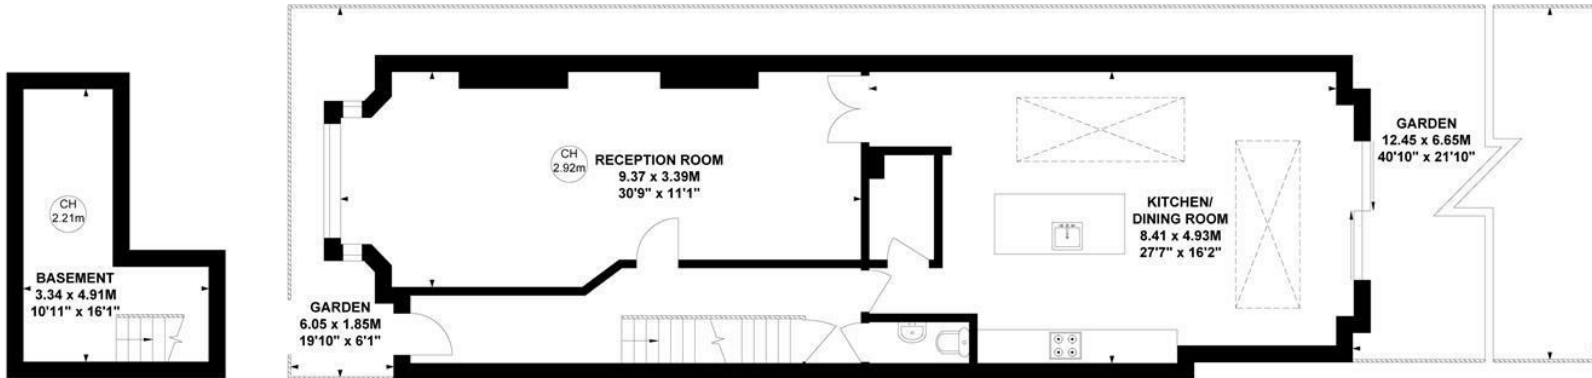 CH
2.21m
BASEMENT
3.34 x 4.91M
10'11" x 16'1"
CH
2.92m
RECEPTION ROOM
9.37 x 3.39M
30'9" x 11'1"
GARDEN
6.05 x 1.85M
19'10" x 6'1"
KITCHEN/
DINING ROOM
8.41 x 4.93M
27'7" x 16'2"
GARDEN
12.45 x 6.65M
40'10" x 21'10"